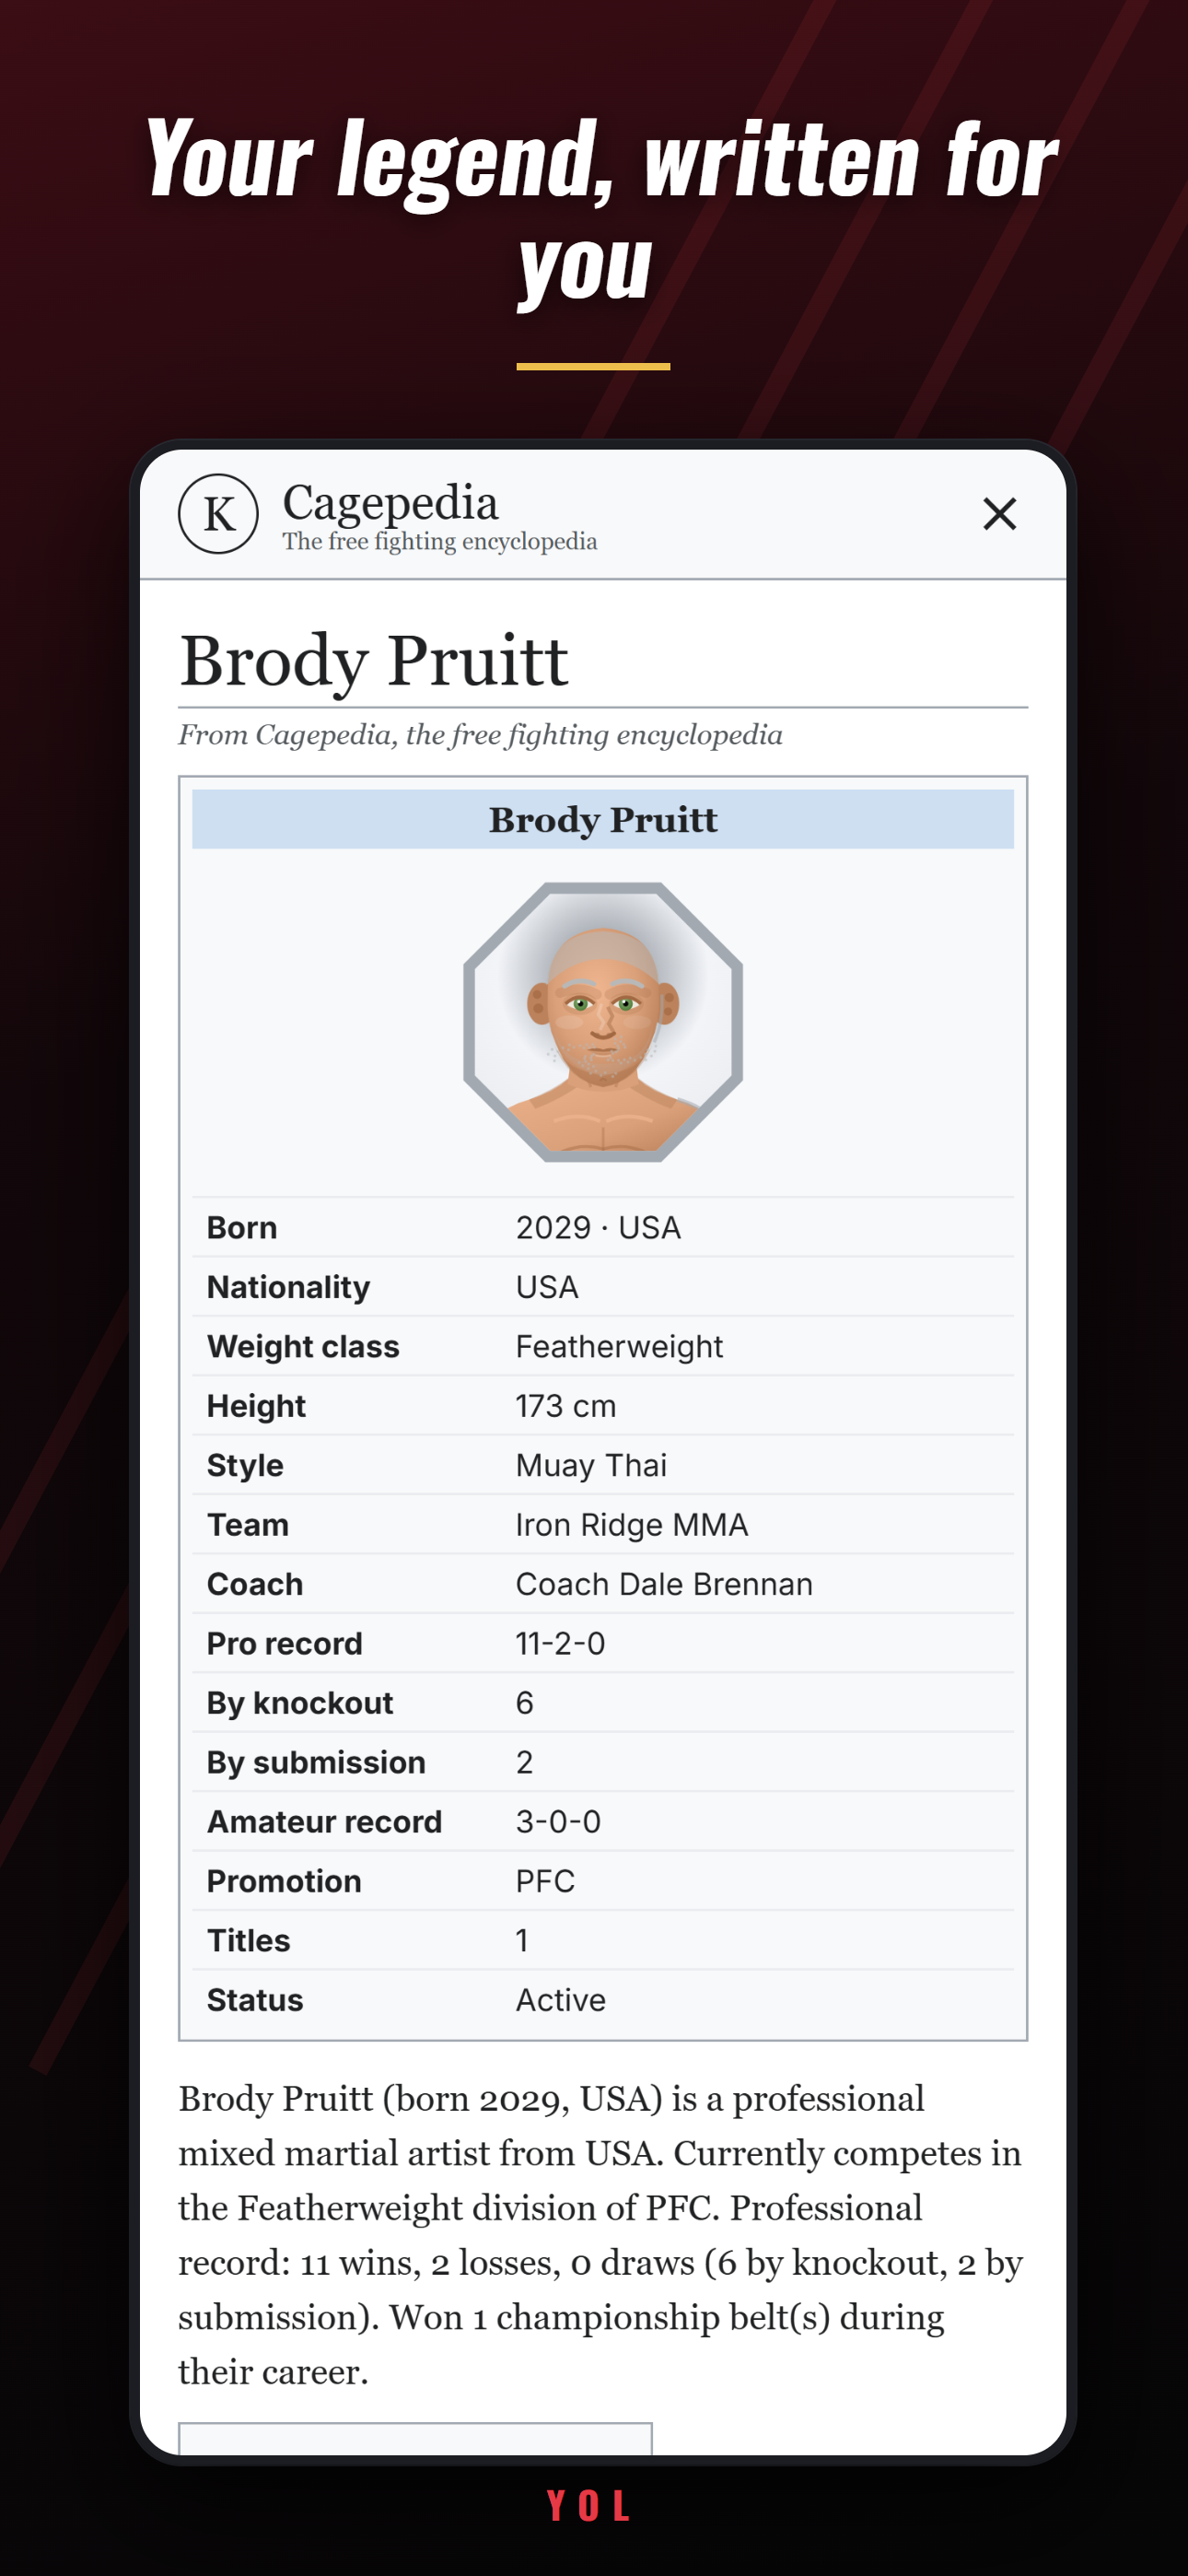 Your legend, written for
you
K
Cagepedia
The free fighting encyclopedia
Brody Pruitt
From Cagepedia, the free fighting encyclopedia
Brody Pruitt
Born 2029 · USA
Nationality USA
Weight class Featherweight
Height 173 cm
Style Muay Thai
Team Iron Ridge MMA
Coach Coach Dale Brennan
Pro record 11-2-0
By knockout 6
By submission 2
Amateur record 3-0-0
Promotion PFC
Titles 1
Status Active
Brody Pruitt (born 2029, USA) is a professional
mixed martial artist from USA. Currently competes in
the Featherweight division of PFC. Professional
record: 11 wins, 2 losses, 0 draws (6 by knockout, 2 by
submission). Won 1 championship belt(s) during
their career.
YOL